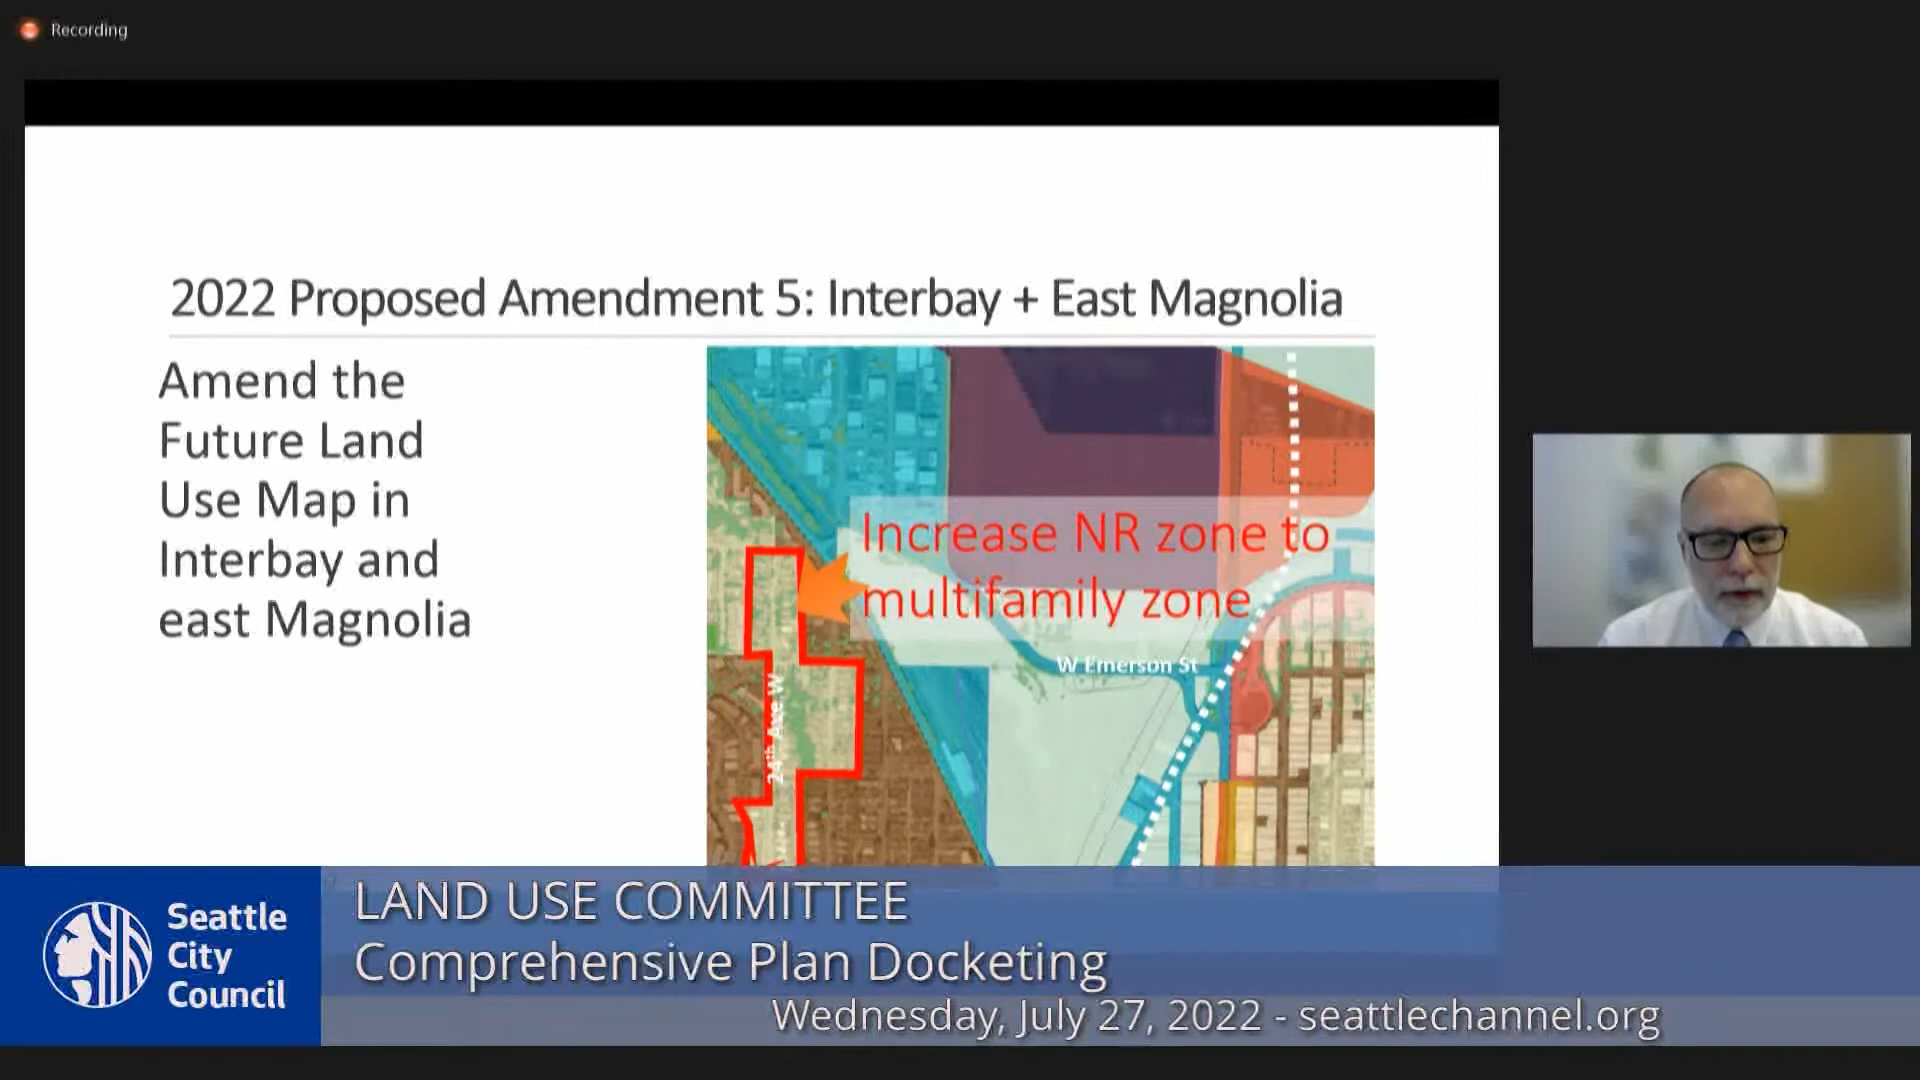 Recording
2022 Proposed Amendment 5: Interbay + East Magnolia
Amend the
Future Land
Use Map in
Interbay and
east Magnolia
Increase NR zone to
multifamily zone
W Emerson St
24th Ave W
Seattle
City
Council
LAND USE COMMITTEE
Comprehensive Plan Docketing
Wednesday, July 27, 2022 - seattlechannel.org